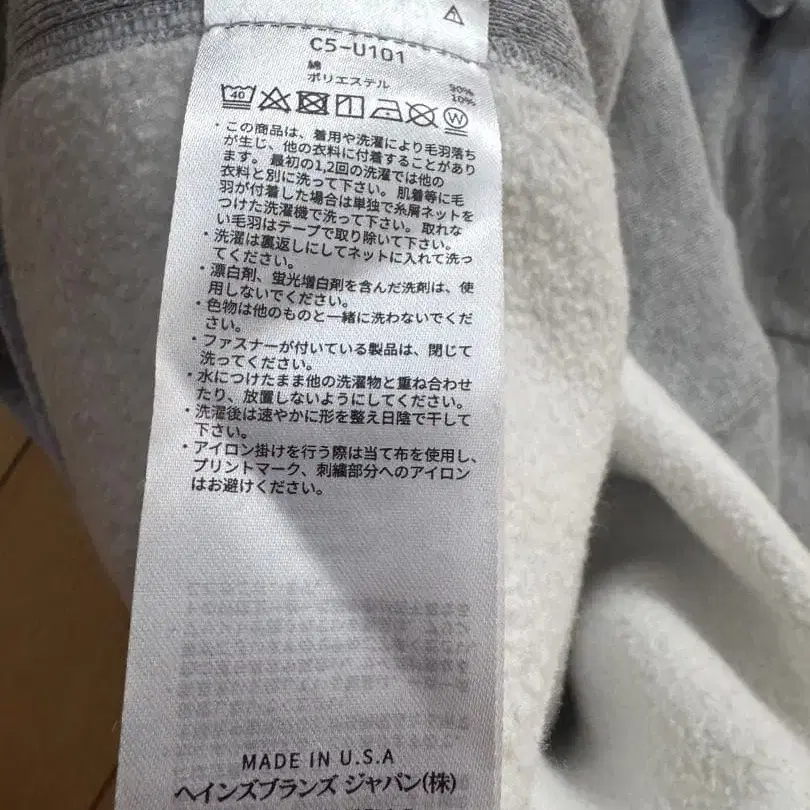 C5-U101
綿 90%
ポリエステル 10%
40
W
・この商品は、着用や洗濯により毛羽落ち
が生じ、他の衣料に付着することがあり
ます。 最初の1,2回の洗濯では他の
衣料と別に洗って下さい。 肌着等に毛
羽が付着した場合は単独で糸屑ネットを
つけた洗濯機で洗って下さい。 取れな
い毛羽はテープで取り除いて下さい。
・洗濯は裏返しにしてネットに入れて洗っ
てください。
・漂白剤、蛍光増白剤を含んだ洗剤は、使
用しないでください。
・色物は他のものと一緒に洗わないでくだ
さい。
・ファスナーが付いている製品は、閉じて
洗ってください。
・水につけたまま他の洗濯物と重ね合わせ
たり、放置しないようにしてください。
・洗濯後は速やかに形を整え日陰で干して
下さい。
・アイロン掛けを行う際は当て布を使用し、
プリントマーク、刺繍部分へのアイロン
はお避けください。
MADE IN U.S.A
ヘインズブランズ ジャパン(株)